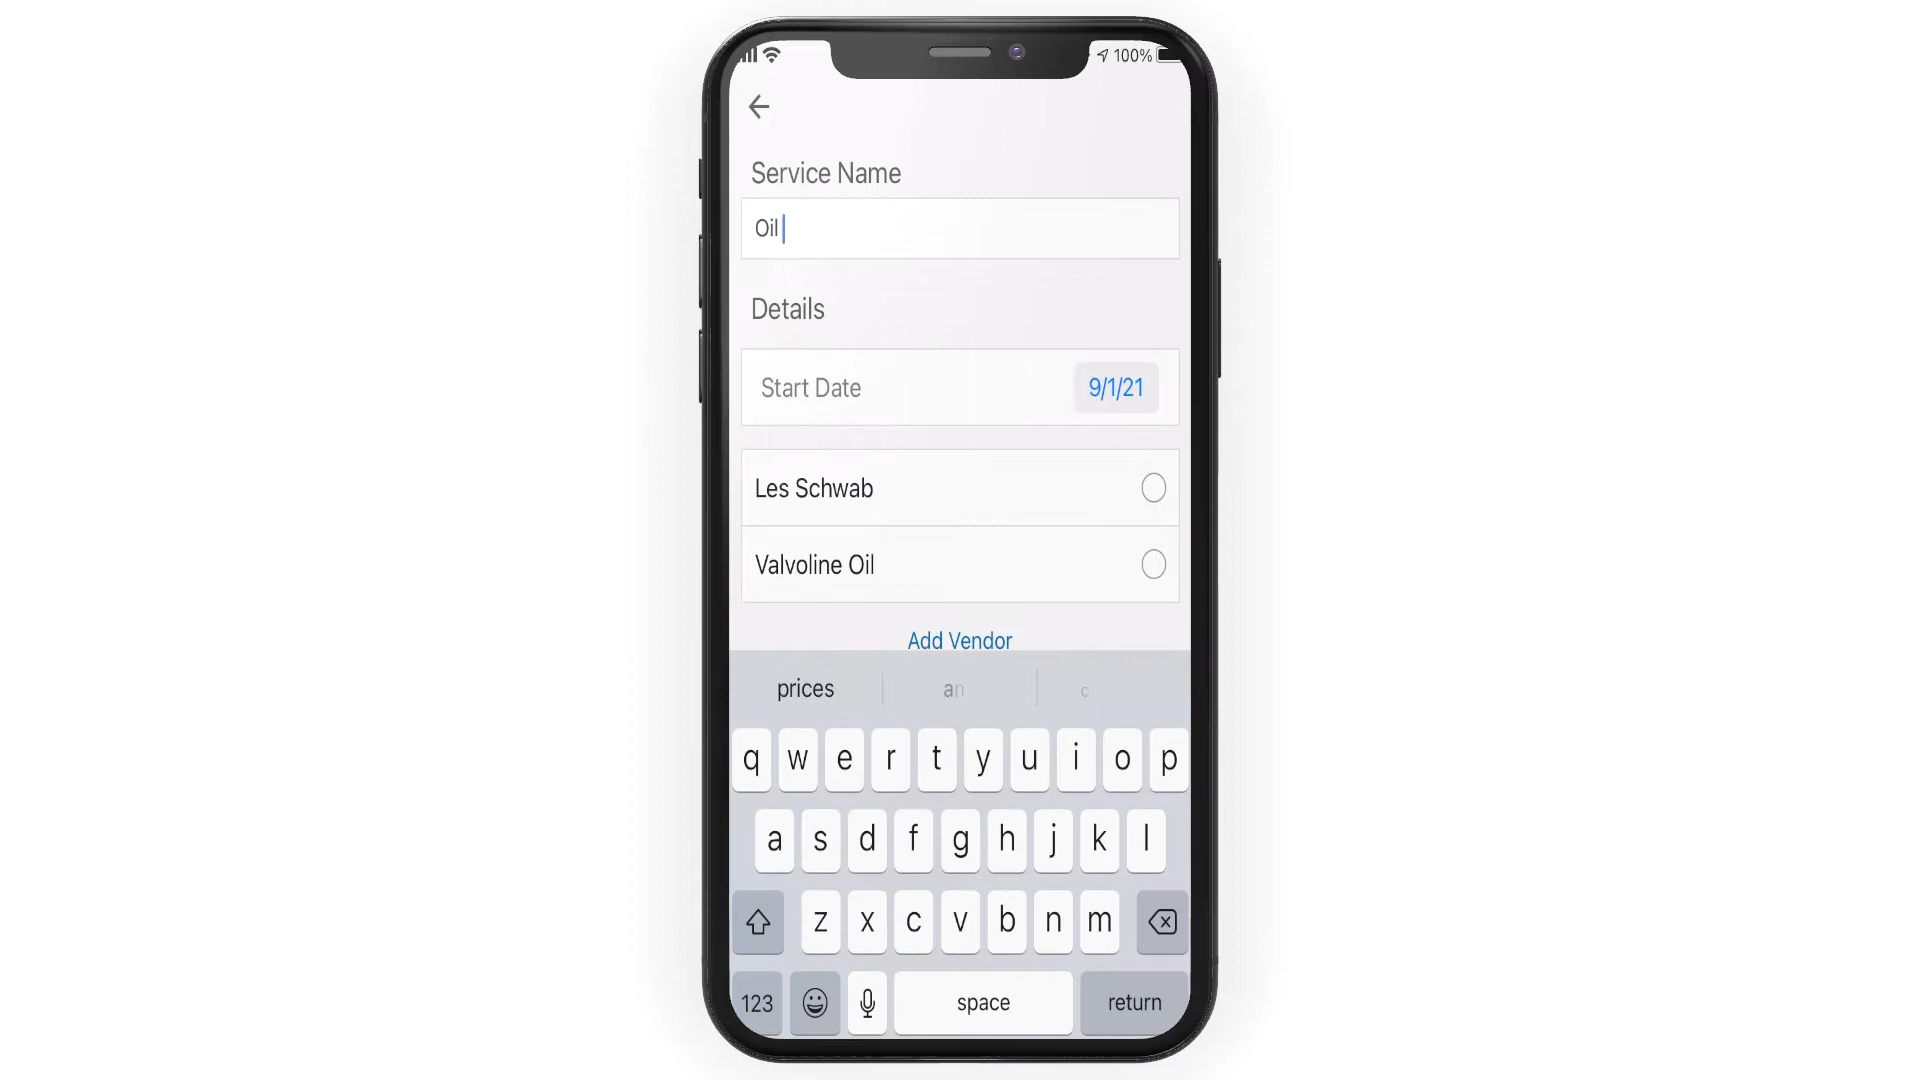 100%
Service Name
Oil
Details
Start Date 9/1/21
Les Schwab
Valvoline Oil
Add Vendor
prices an c
q w e r t y u i o p
a s d f g h j k l
z x c v b n m
123 space return